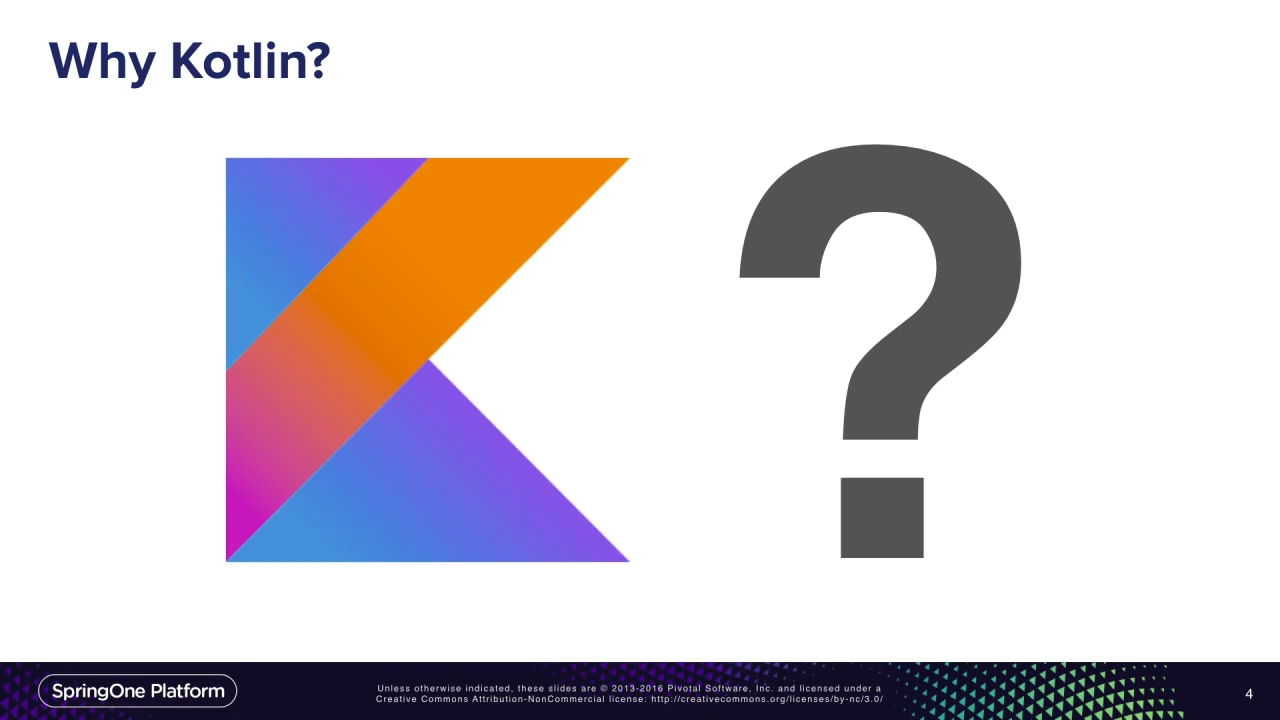 Why Kotlin?
?
SpringOne Platform
Unless otherwise indicated, these slides are © 2013-2016 Pivotal Software, Inc. and licensed under a
Creative Commons Attribution-NonCommercial license: http://creativecommons.org/licenses/by-nc/3.0/
4